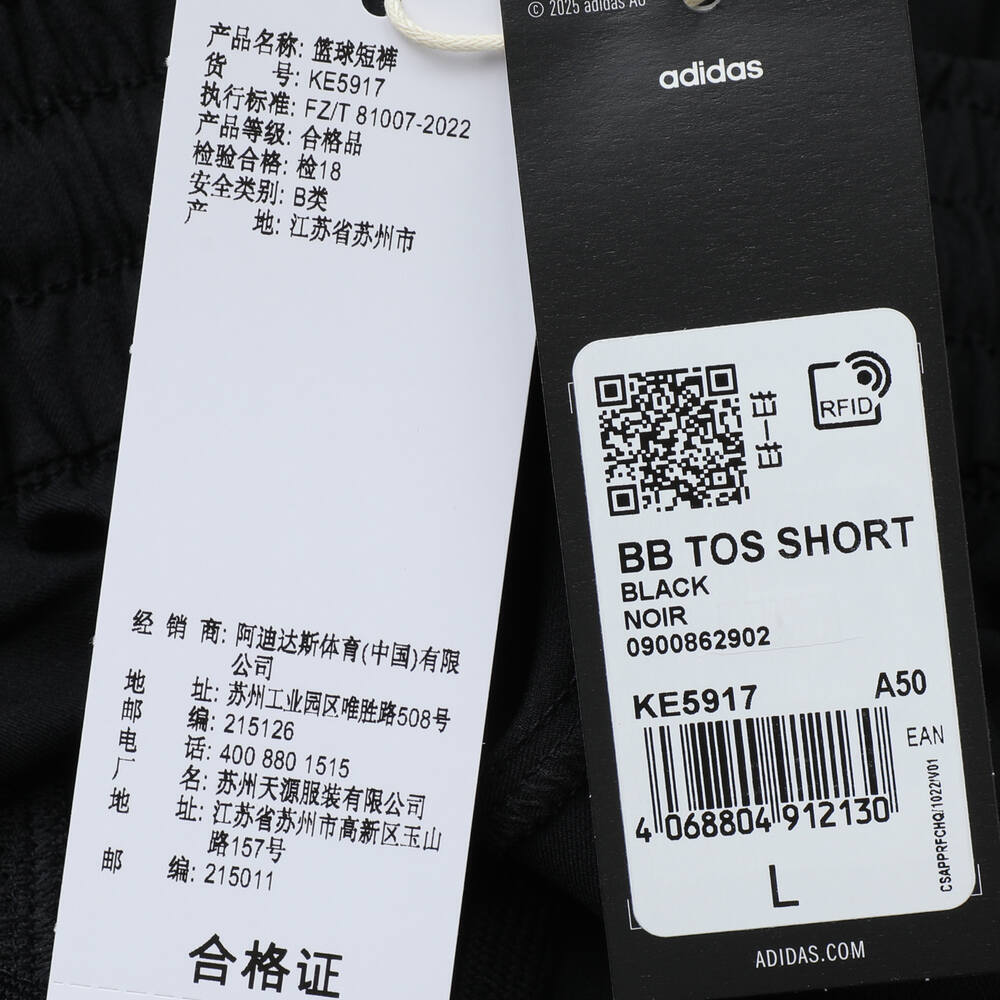 产品名称: 篮球短裤
货 号: KE5917
执行标准: FZ/T 81007-2022
产品等级: 合格品
检验合格: 检18
安全类别: B类
产 地: 江苏省苏州市
经 销 商: 阿迪达斯体育(中国)有限
公司
地 址: 苏州工业园区唯胜路508号
邮 编: 215126
电 话: 400 880 1515
厂 名: 苏州天源服装有限公司
地 址: 江苏省苏州市高新区玉山
路157号
邮 编: 215011
合格证
© 2025 adidas AG
adidas
扫一扫
RFID
BB TOS SHORT
BLACK
NOIR
0900862902
KE5917 A50
EAN
4 068804 912130
CSAPPRFCHQ/1022/V01
L
ADIDAS.COM